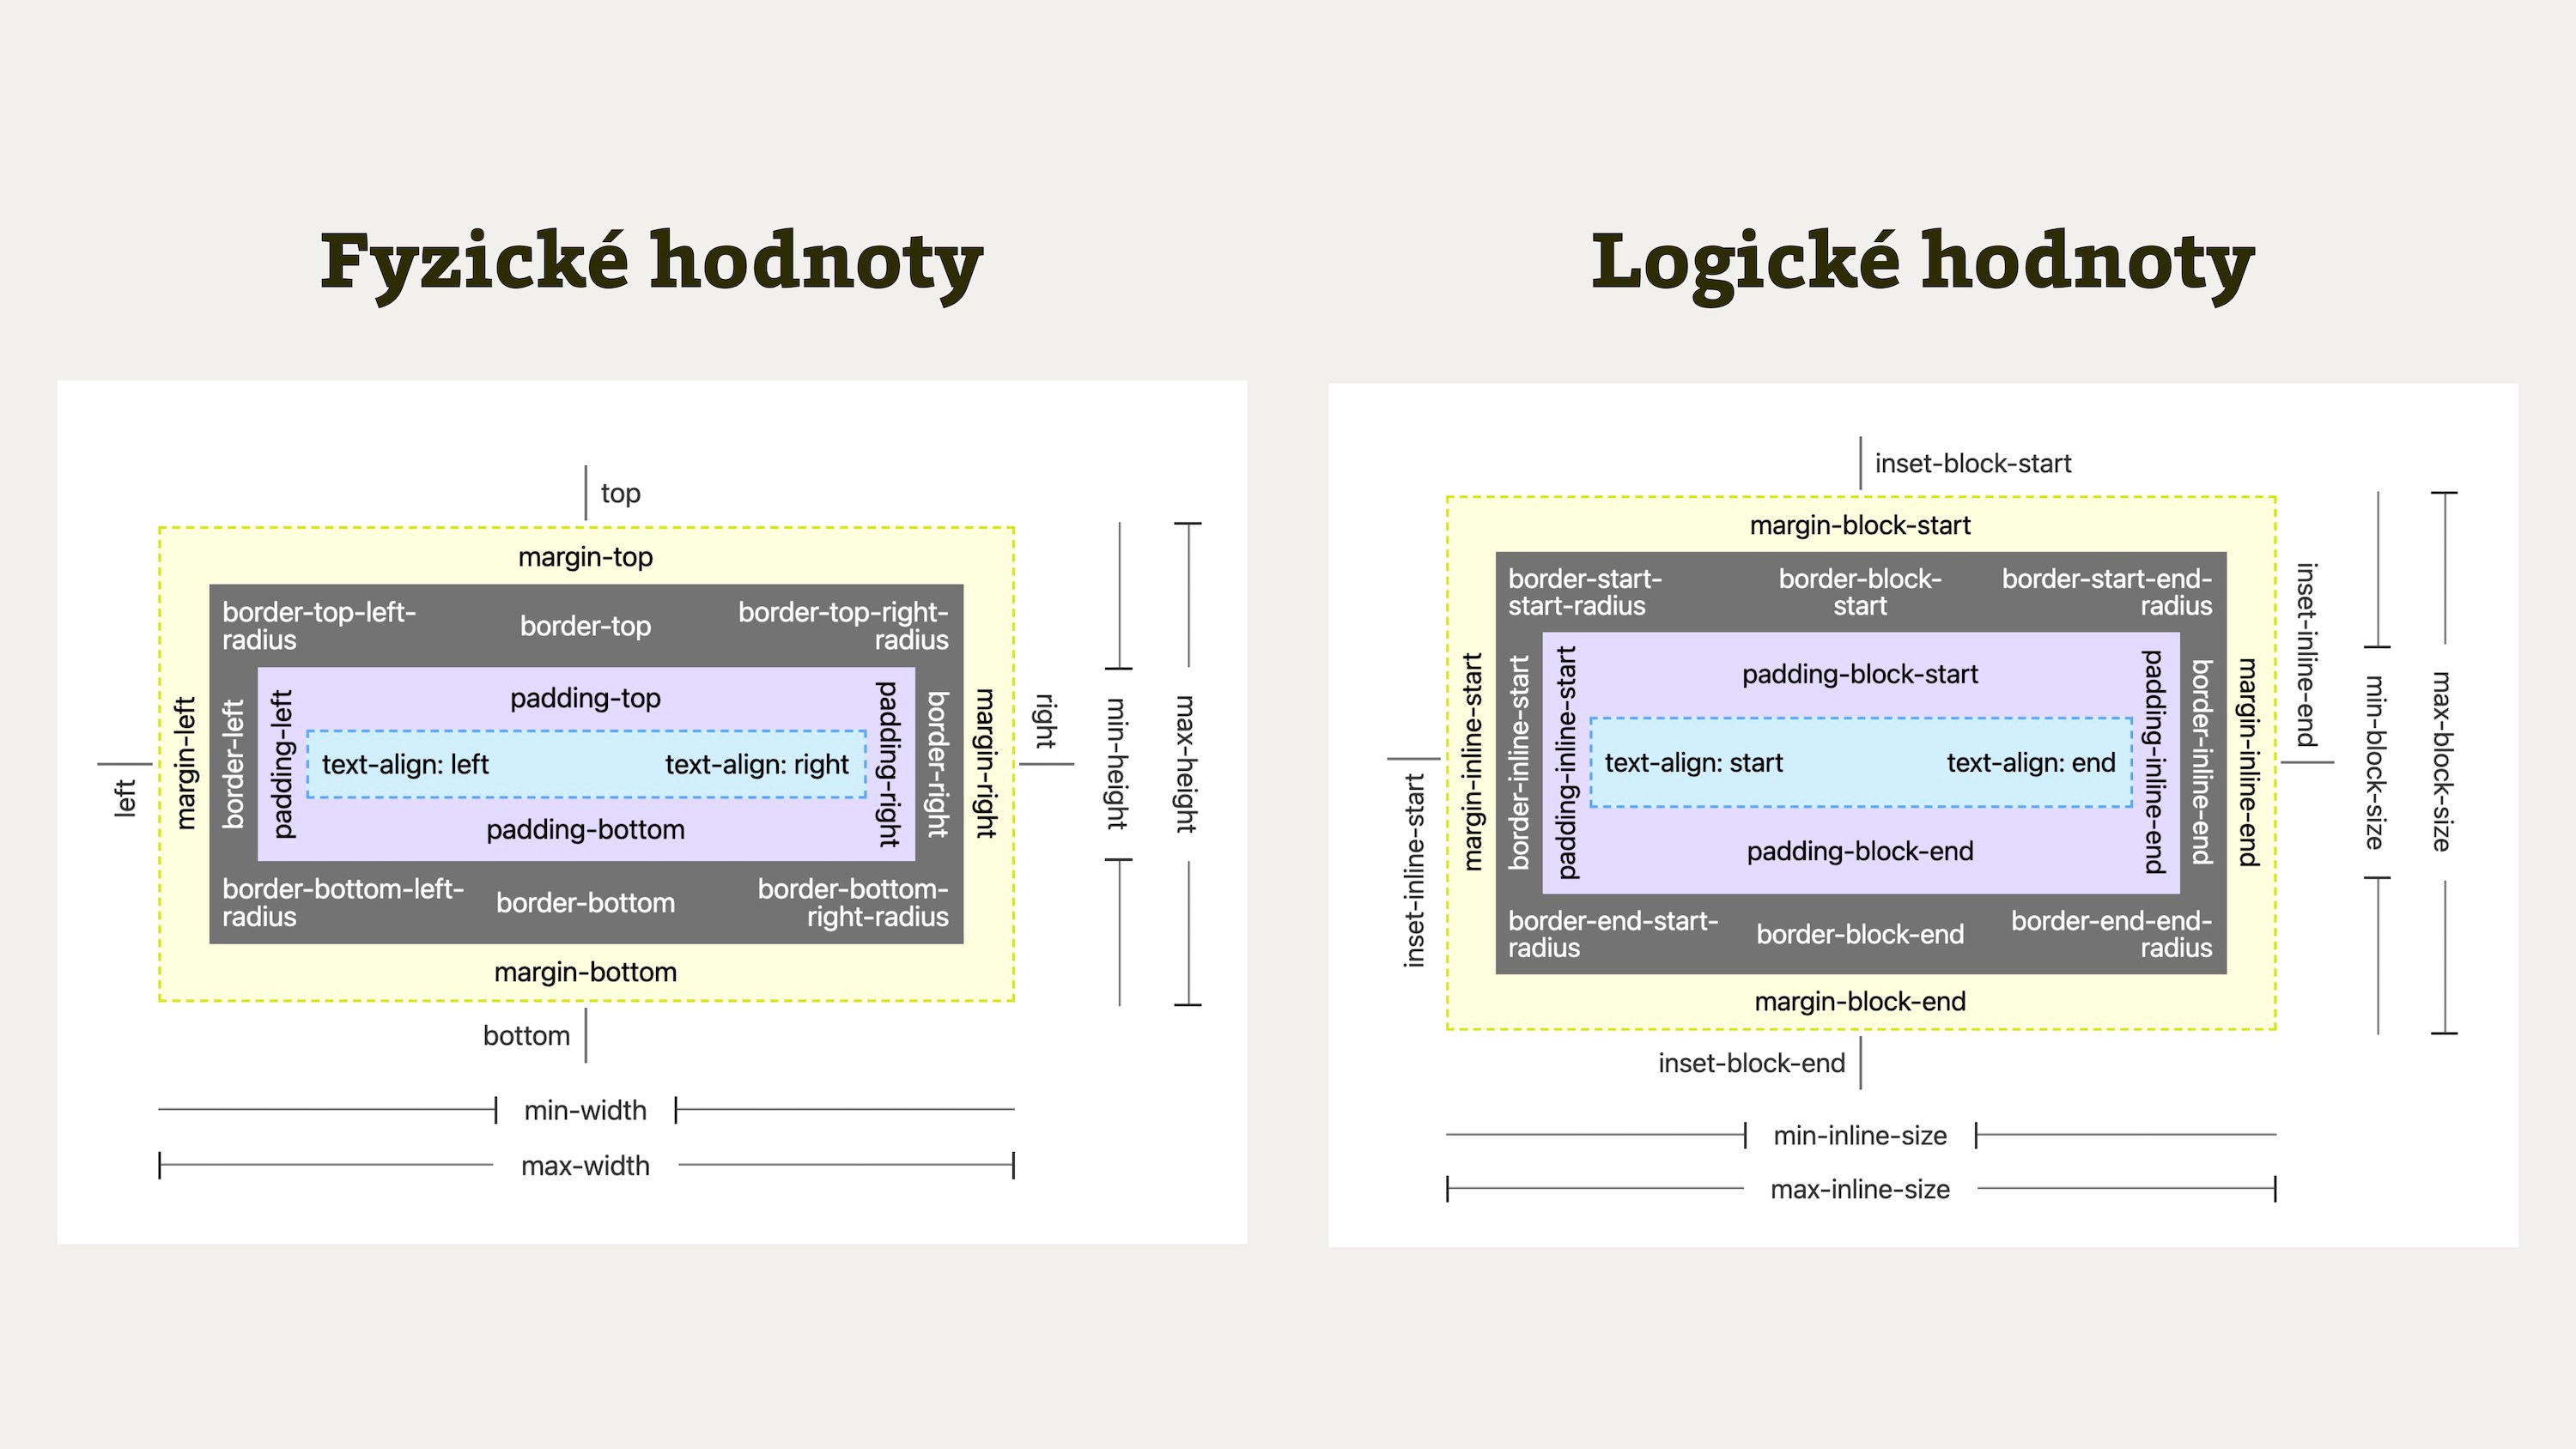 Fyzické hodnoty
top
margin-top
border-top-left-
radius
border-top
border-top-right-
radius
left
margin-left
border-left
padding-left
padding-top
text-align: left
text-align: right
padding-bottom
padding-right
border-right
margin-right
right
min-height
max-height
border-bottom-left-
radius
border-bottom
border-bottom-
right-radius
margin-bottom
bottom
min-width
max-width
Logické hodnoty
inset-block-start
margin-block-start
border-start-
start-radius
border-block-
start
border-start-end-
radius
inset-inline-start
margin-inline-start
border-inline-start
padding-inline-start
padding-block-start
text-align: start
text-align: end
padding-block-end
padding-inline-end
border-inline-end
margin-inline-end
inset-inline-end
min-block-size
max-block-size
border-end-start-
radius
border-block-end
border-end-end-
radius
margin-block-end
inset-block-end
min-inline-size
max-inline-size